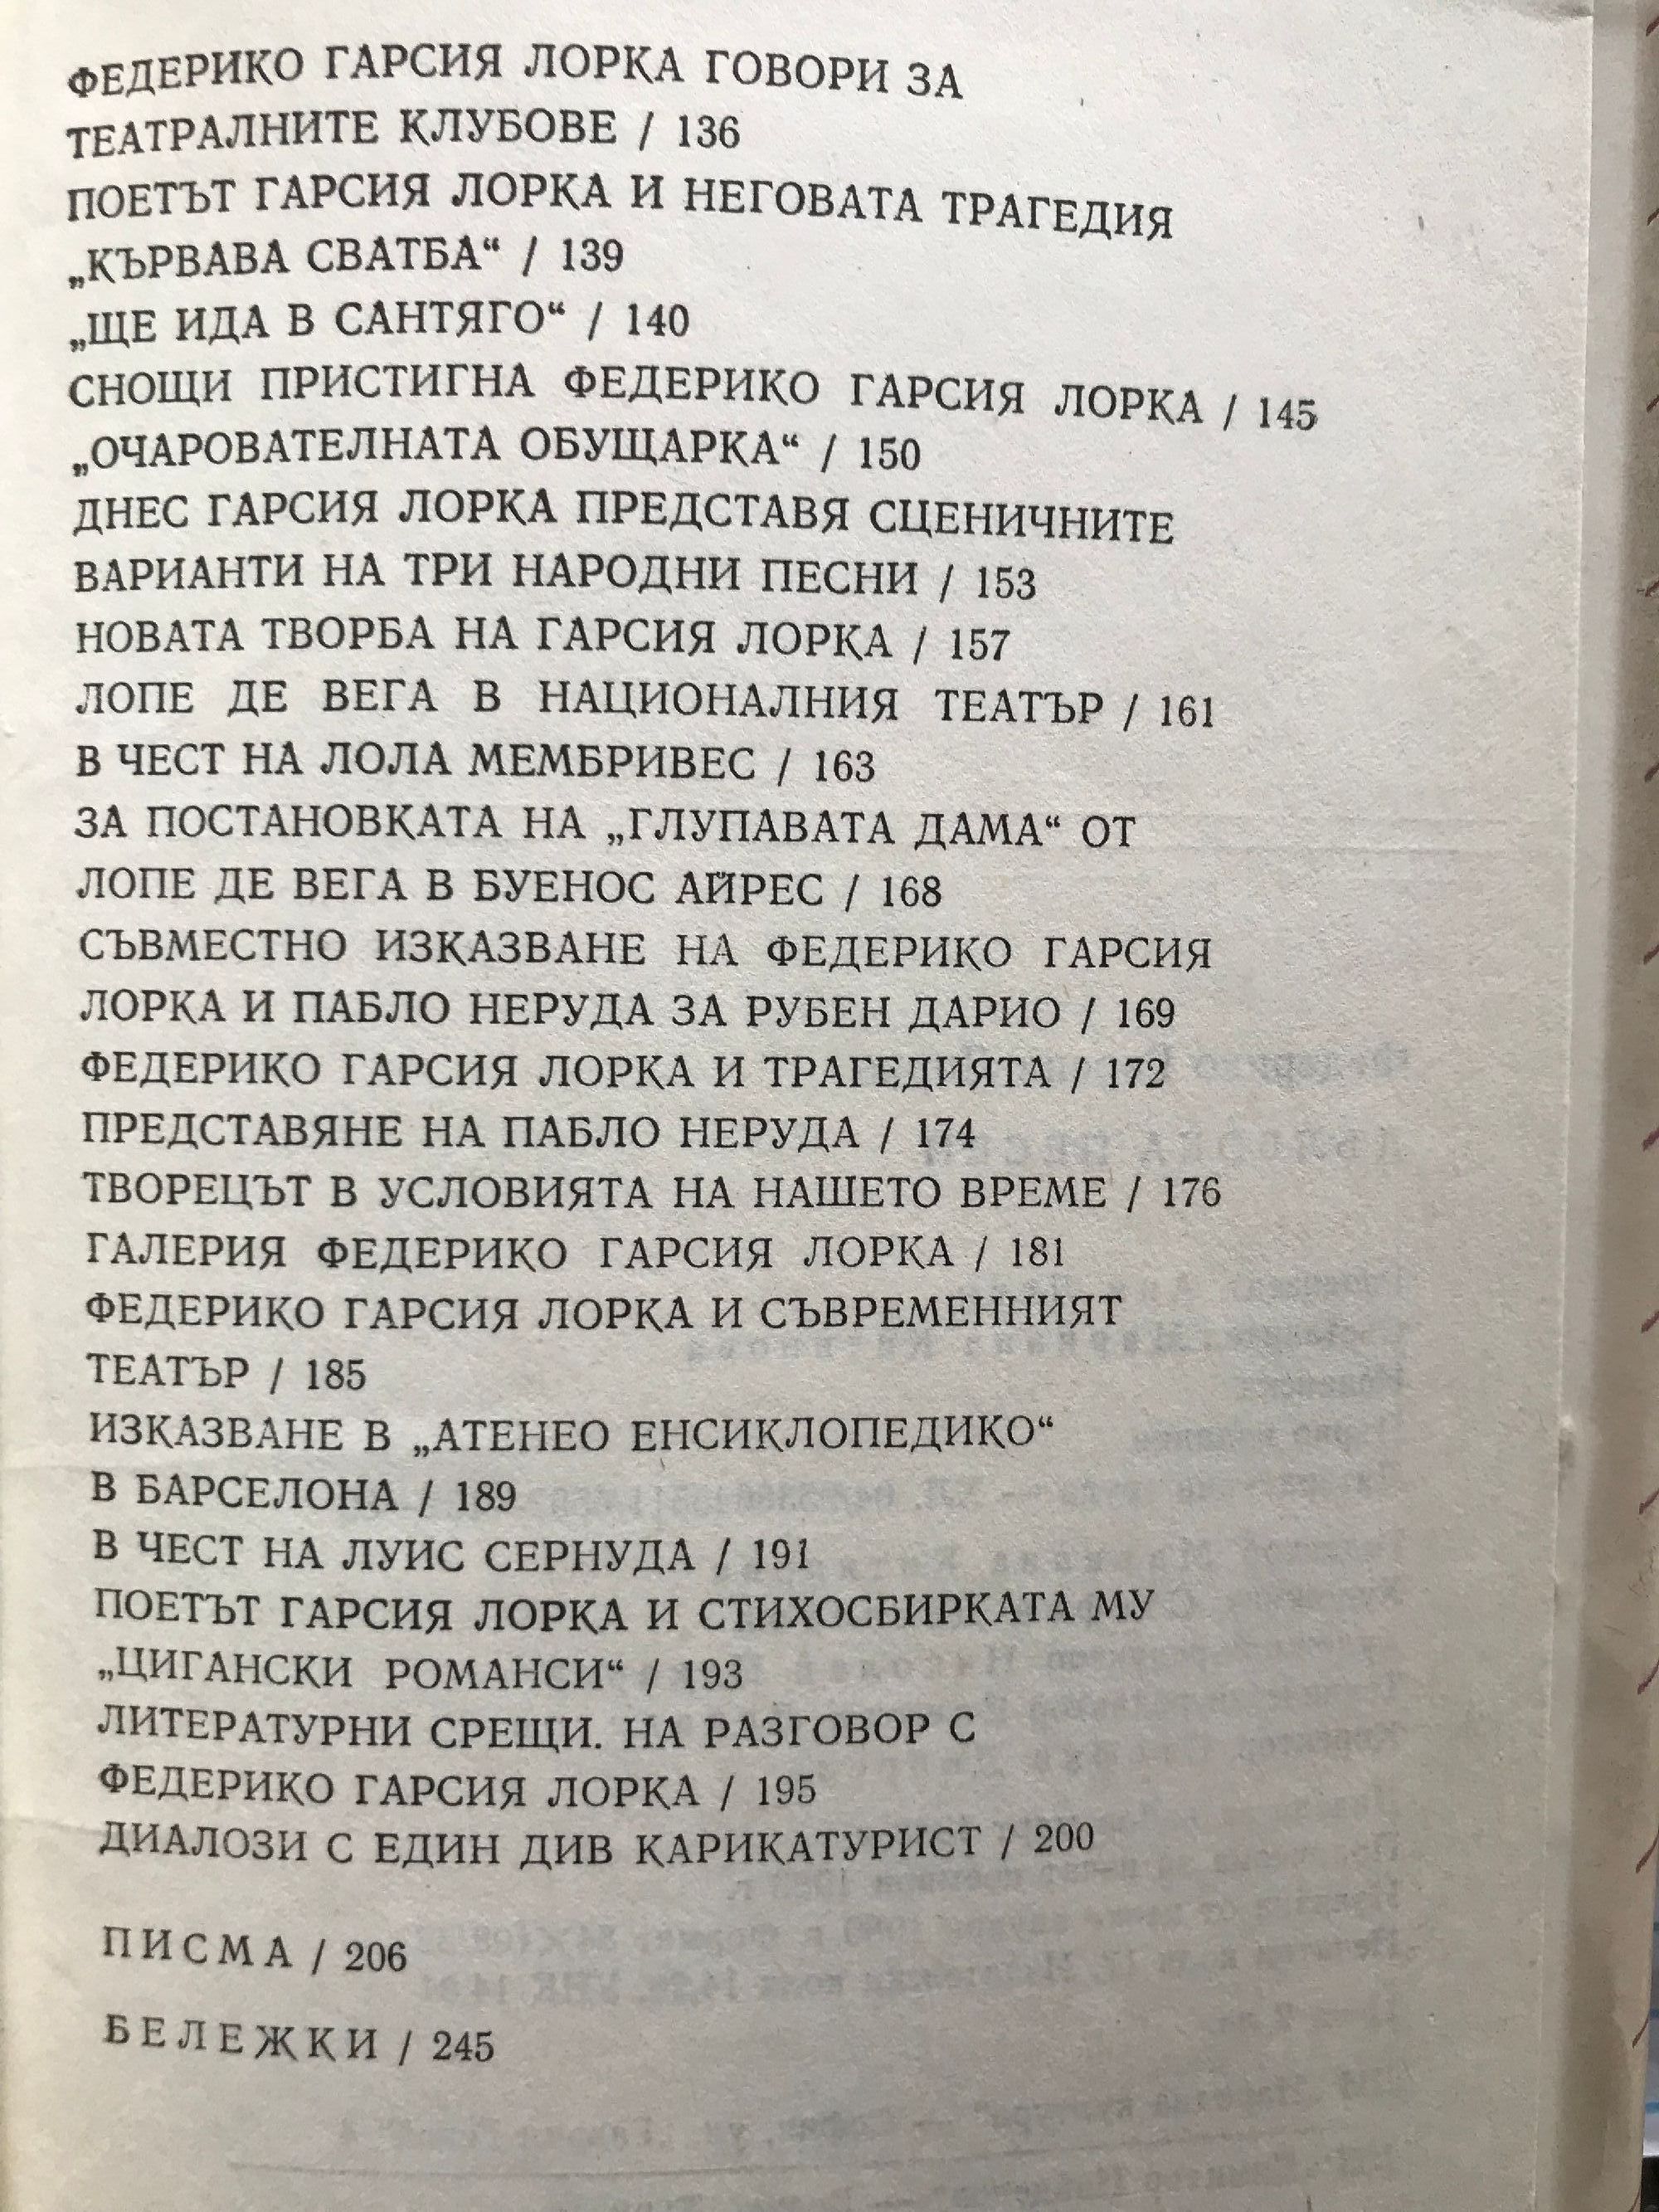 ФЕДЕРИКО ГАРСИЯ ЛОРКА ГОВОРИ ЗА
ТЕАТРАЛНИТЕ КЛУБОВЕ / 136
ПОЕТЪТ ГАРСИЯ ЛОРКА И НЕГОВАТА ТРАГЕДИЯ
„КЪРВАВА СВАТБА“ / 139
„ЩЕ ИДА В САНТЯГО“ / 140
СНОЩИ ПРИСТИГНА ФЕДЕРИКО ГАРСИЯ ЛОРКА / 145
„ОЧАРОВАТЕЛНАТА ОБУЩАРКА“ / 150
ДНЕС ГАРСИЯ ЛОРКА ПРЕДСТАВЯ СЦЕНИЧНИТЕ
ВАРИАНТИ НА ТРИ НАРОДНИ ПЕСНИ / 153
НОВАТА ТВОРБА НА ГАРСИЯ ЛОРКА / 157
ЛОПЕ ДЕ ВЕГА В НАЦИОНАЛНИЯ ТЕАТЪР / 161
В ЧЕСТ НА ЛОЛА МЕМБРИВЕС / 163
ЗА ПОСТАНОВКАТА НА „ГЛУПАВАТА ДАМА“ ОТ
ЛОПЕ ДЕ ВЕГА В БУЕНОС АЙРЕС / 168
СЪВМЕСТНО ИЗКАЗВАНЕ НА ФЕДЕРИКО ГАРСИЯ
ЛОРКА И ПАБЛО НЕРУДА ЗА РУБЕН ДАРИО / 169
ФЕДЕРИКО ГАРСИЯ ЛОРКА И ТРАГЕДИЯТА / 172
ПРЕДСТАВЯНЕ НА ПАБЛО НЕРУДА / 174
ТВОРЕЦЪТ В УСЛОВИЯТА НА НАШЕТО ВРЕМЕ / 176
ГАЛЕРИЯ ФЕДЕРИКО ГАРСИЯ ЛОРКА / 181
ФЕДЕРИКО ГАРСИЯ ЛОРКА И СЪВРЕМЕННИЯТ
ТЕАТЪР / 185
ИЗКАЗВАНЕ В „АТЕНЕО ЕНСИКЛОПЕДИКО“
В БАРСЕЛОНА / 189
В ЧЕСТ НА ЛУИС СЕРНУДА / 191
ПОЕТЪТ ГАРСИЯ ЛОРКА И СТИХОСБИРКАТА МУ
„ЦИГАНСКИ РОМАНСИ“ / 193
ЛИТЕРАТУРНИ СРЕЩИ. НА РАЗГОВОР С
ФЕДЕРИКО ГАРСИЯ ЛОРКА / 195
ДИАЛОЗИ С ЕДИН ДИВ КАРИКАТУРИСТ / 200
ПИСМА / 206
БЕЛЕЖКИ / 245